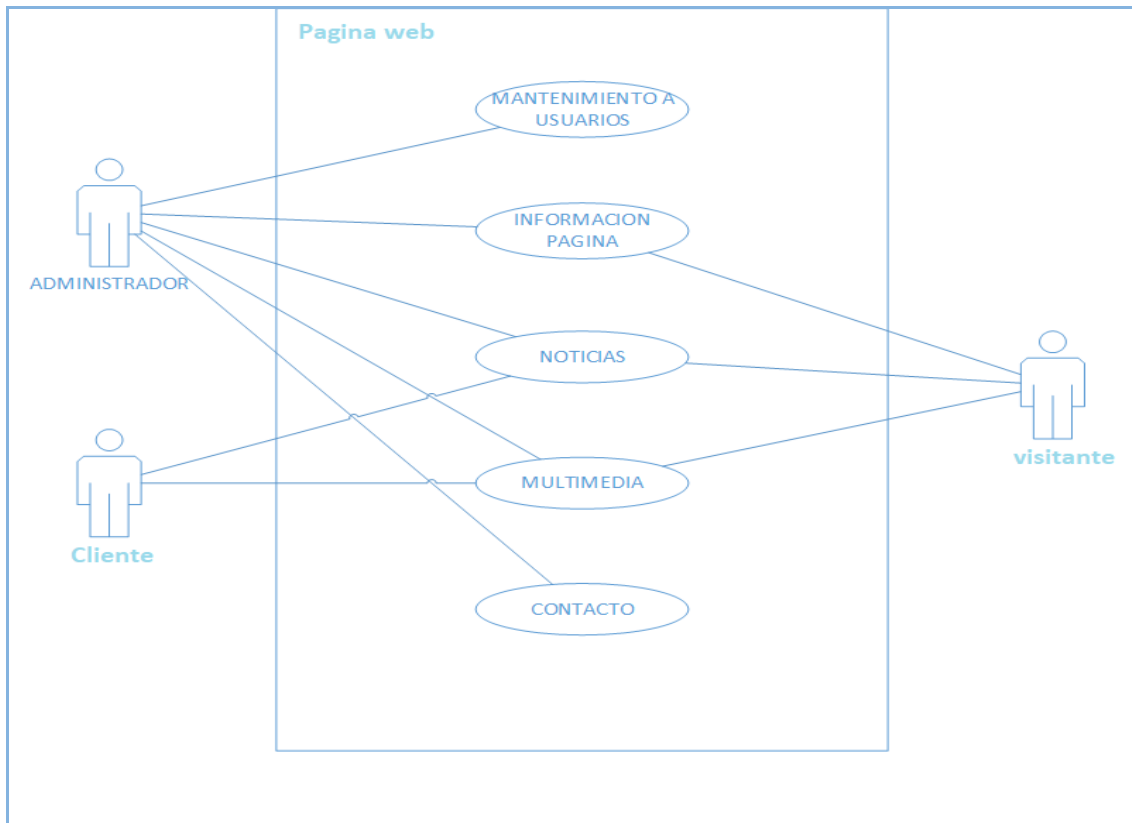 Pagina web
MANTENIMIENTO A
USUARIOS
INFORMACION
PAGINA
ADMINISTRADOR
NOTICIAS
visitante
MULTIMEDIA
Cliente
CONTACTO